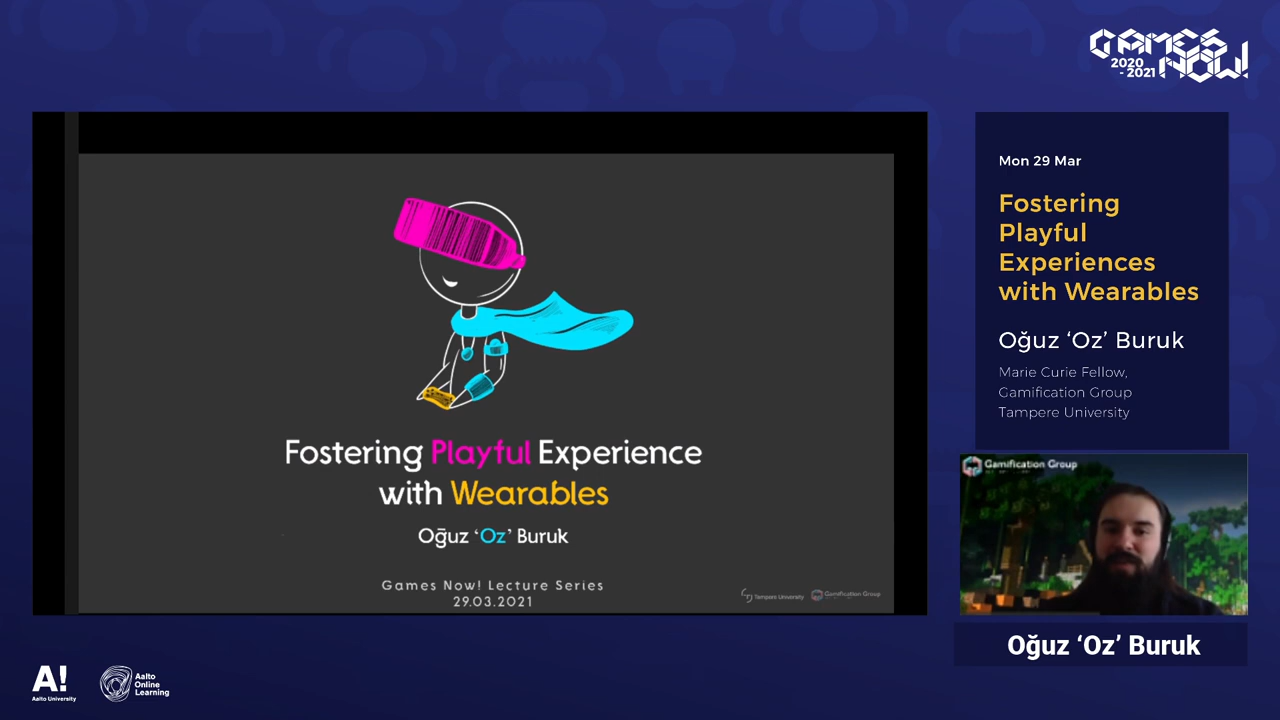 GAMES
2020
- 2021
NOW!
Mon 29 Mar
Fostering
Playful
Experiences
with Wearables
Oğuz ‘Oz’ Buruk
Marie Curie Fellow,
Gamification Group
Tampere University
Fostering Playful Experience
with Wearables
Oğuz ‘Oz’ Buruk
Games Now! Lecture Series
29.03.2021
Tampere University
Gamification Group
Gamification Group
Oğuz ‘Oz’ Buruk
A!
Aalto University
Aalto
Online
Learning